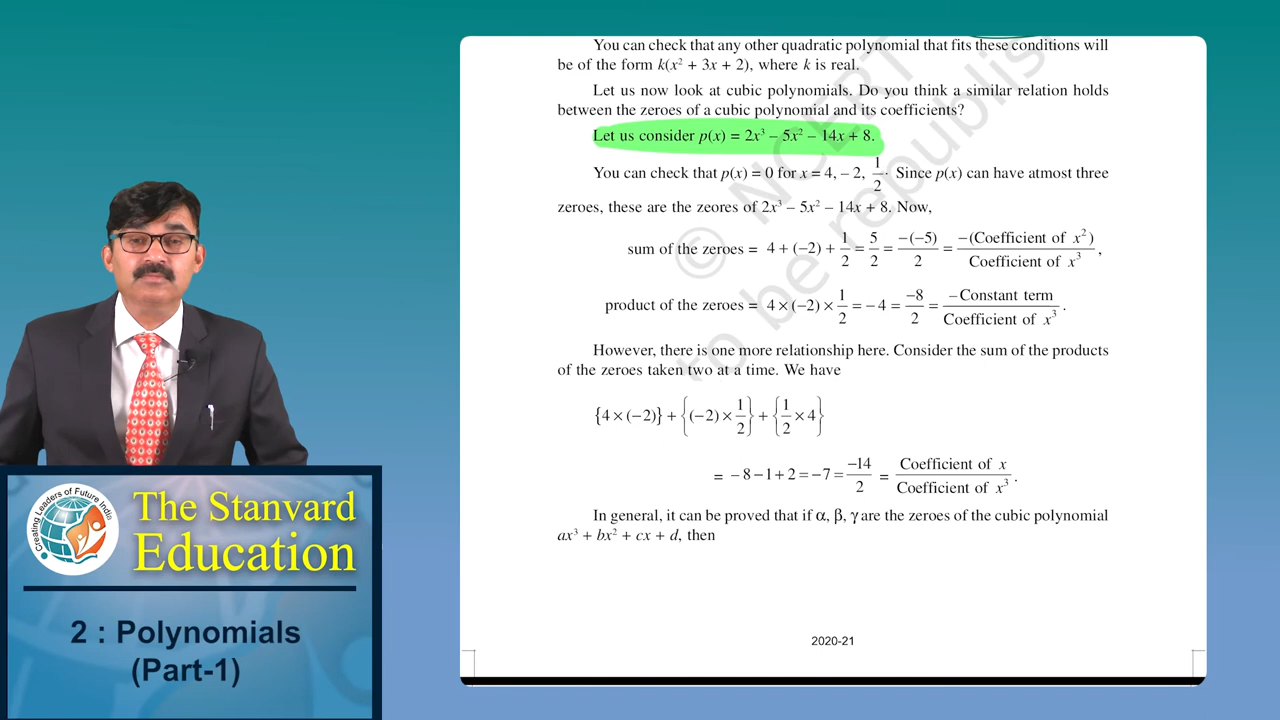 You can check that any other quadratic polynomial that fits these conditions will
be of the form k(x² + 3x + 2), where k is real.
Let us now look at cubic polynomials. Do you think a similar relation holds
between the zeroes of a cubic polynomial and its coefficients?
Let us consider p(x) = 2x³ – 5x² – 14x + 8.
You can check that p(x) = 0 for x = 4, – 2, 1/2. Since p(x) can have atmost three
zeroes, these are the zeores of 2x³ – 5x² – 14x + 8. Now,
sum of the zeroes = 4 + (−2) + 1/2 = 5/2 = −(−5)/2 = −(Coefficient of x²)/Coefficient of x³,
product of the zeroes = 4 × (−2) × 1/2 = − 4 = −8/2 = −Constant term/Coefficient of x³.
However, there is one more relationship here. Consider the sum of the products
of the zeroes taken two at a time. We have
{4 × (−2)} + {(−2) × 1/2} + {1/2 × 4}
= − 8 − 1 + 2 = −7 = −14/2 = Coefficient of x/Coefficient of x³.
In general, it can be proved that if α, β, γ are the zeroes of the cubic polynomial
ax³ + bx² + cx + d, then
2020-21
© NCERT
to be republis
Creating Leaders of Future India
The Stanvard
Education
2 : Polynomials
(Part-1)